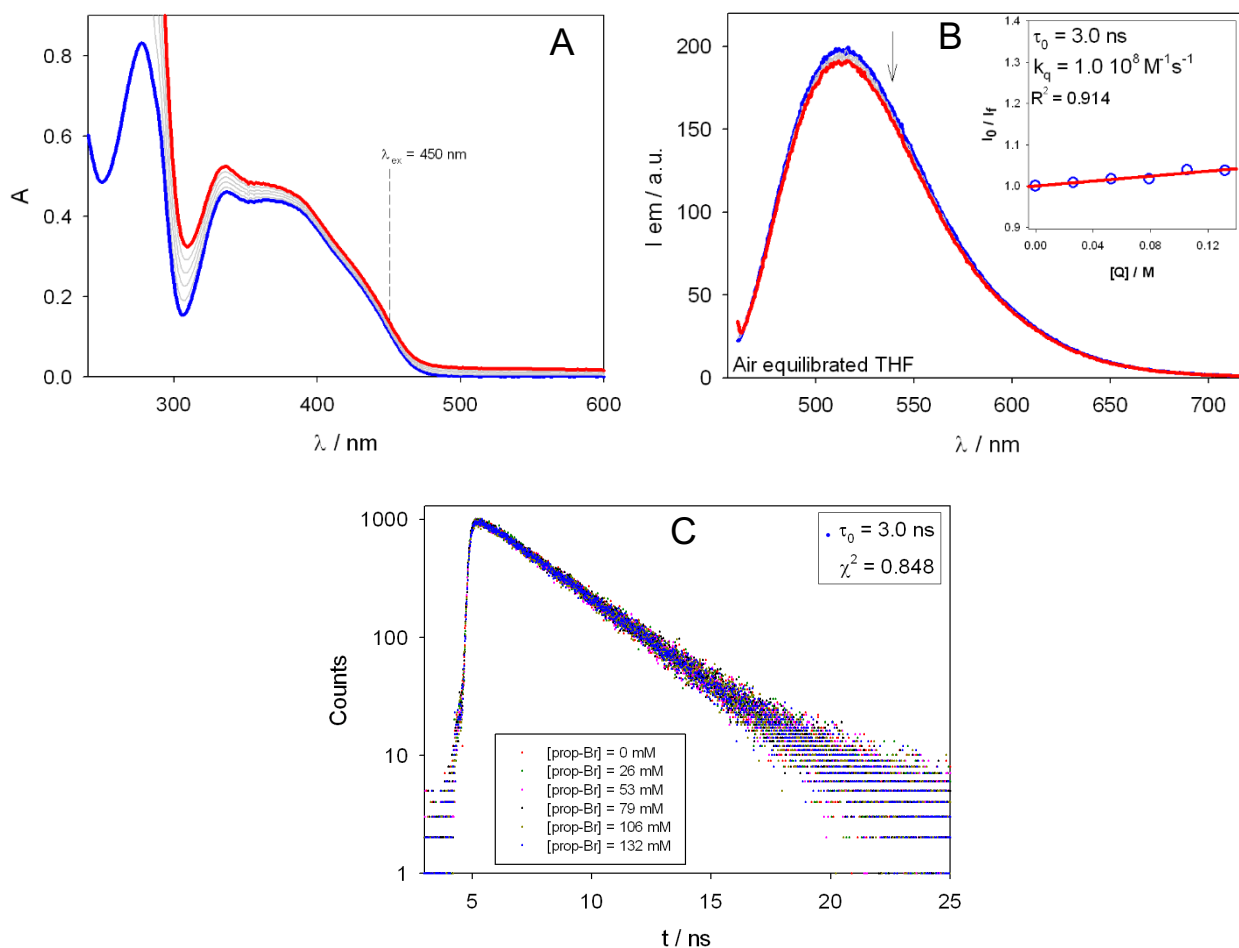 A
0.8
0.6
0.4
0.2
0.0
A
λex = 450 nm
300
400
500
600
λ / nm
B
200
150
100
50
0
I em / a.u.
Air equilibrated THF
500
550
600
650
700
λ / nm
τ0 = 3.0 ns
kq = 1.0 10^8 M^-1s^-1
R^2 = 0.914
1.4
1.3
1.2
1.1
1.0
0.9
I0 / If
0.00
0.04
0.08
0.12
[Q] / M
C
1000
100
10
1
Counts
τ0 = 3.0 ns
χ^2 = 0.848
[prop-Br] = 0 mM
[prop-Br] = 26 mM
[prop-Br] = 53 mM
[prop-Br] = 79 mM
[prop-Br] = 106 mM
[prop-Br] = 132 mM
5
10
15
20
25
t / ns